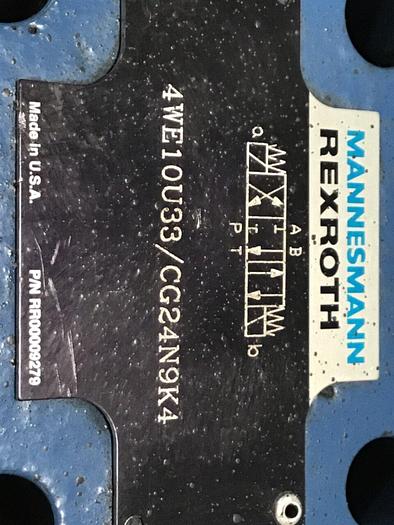 MANNESMANN
REXROTH
a
A B
P T
b
4WE10U33/CG24N9K4
Made in U.S.A. P/N RR00009279